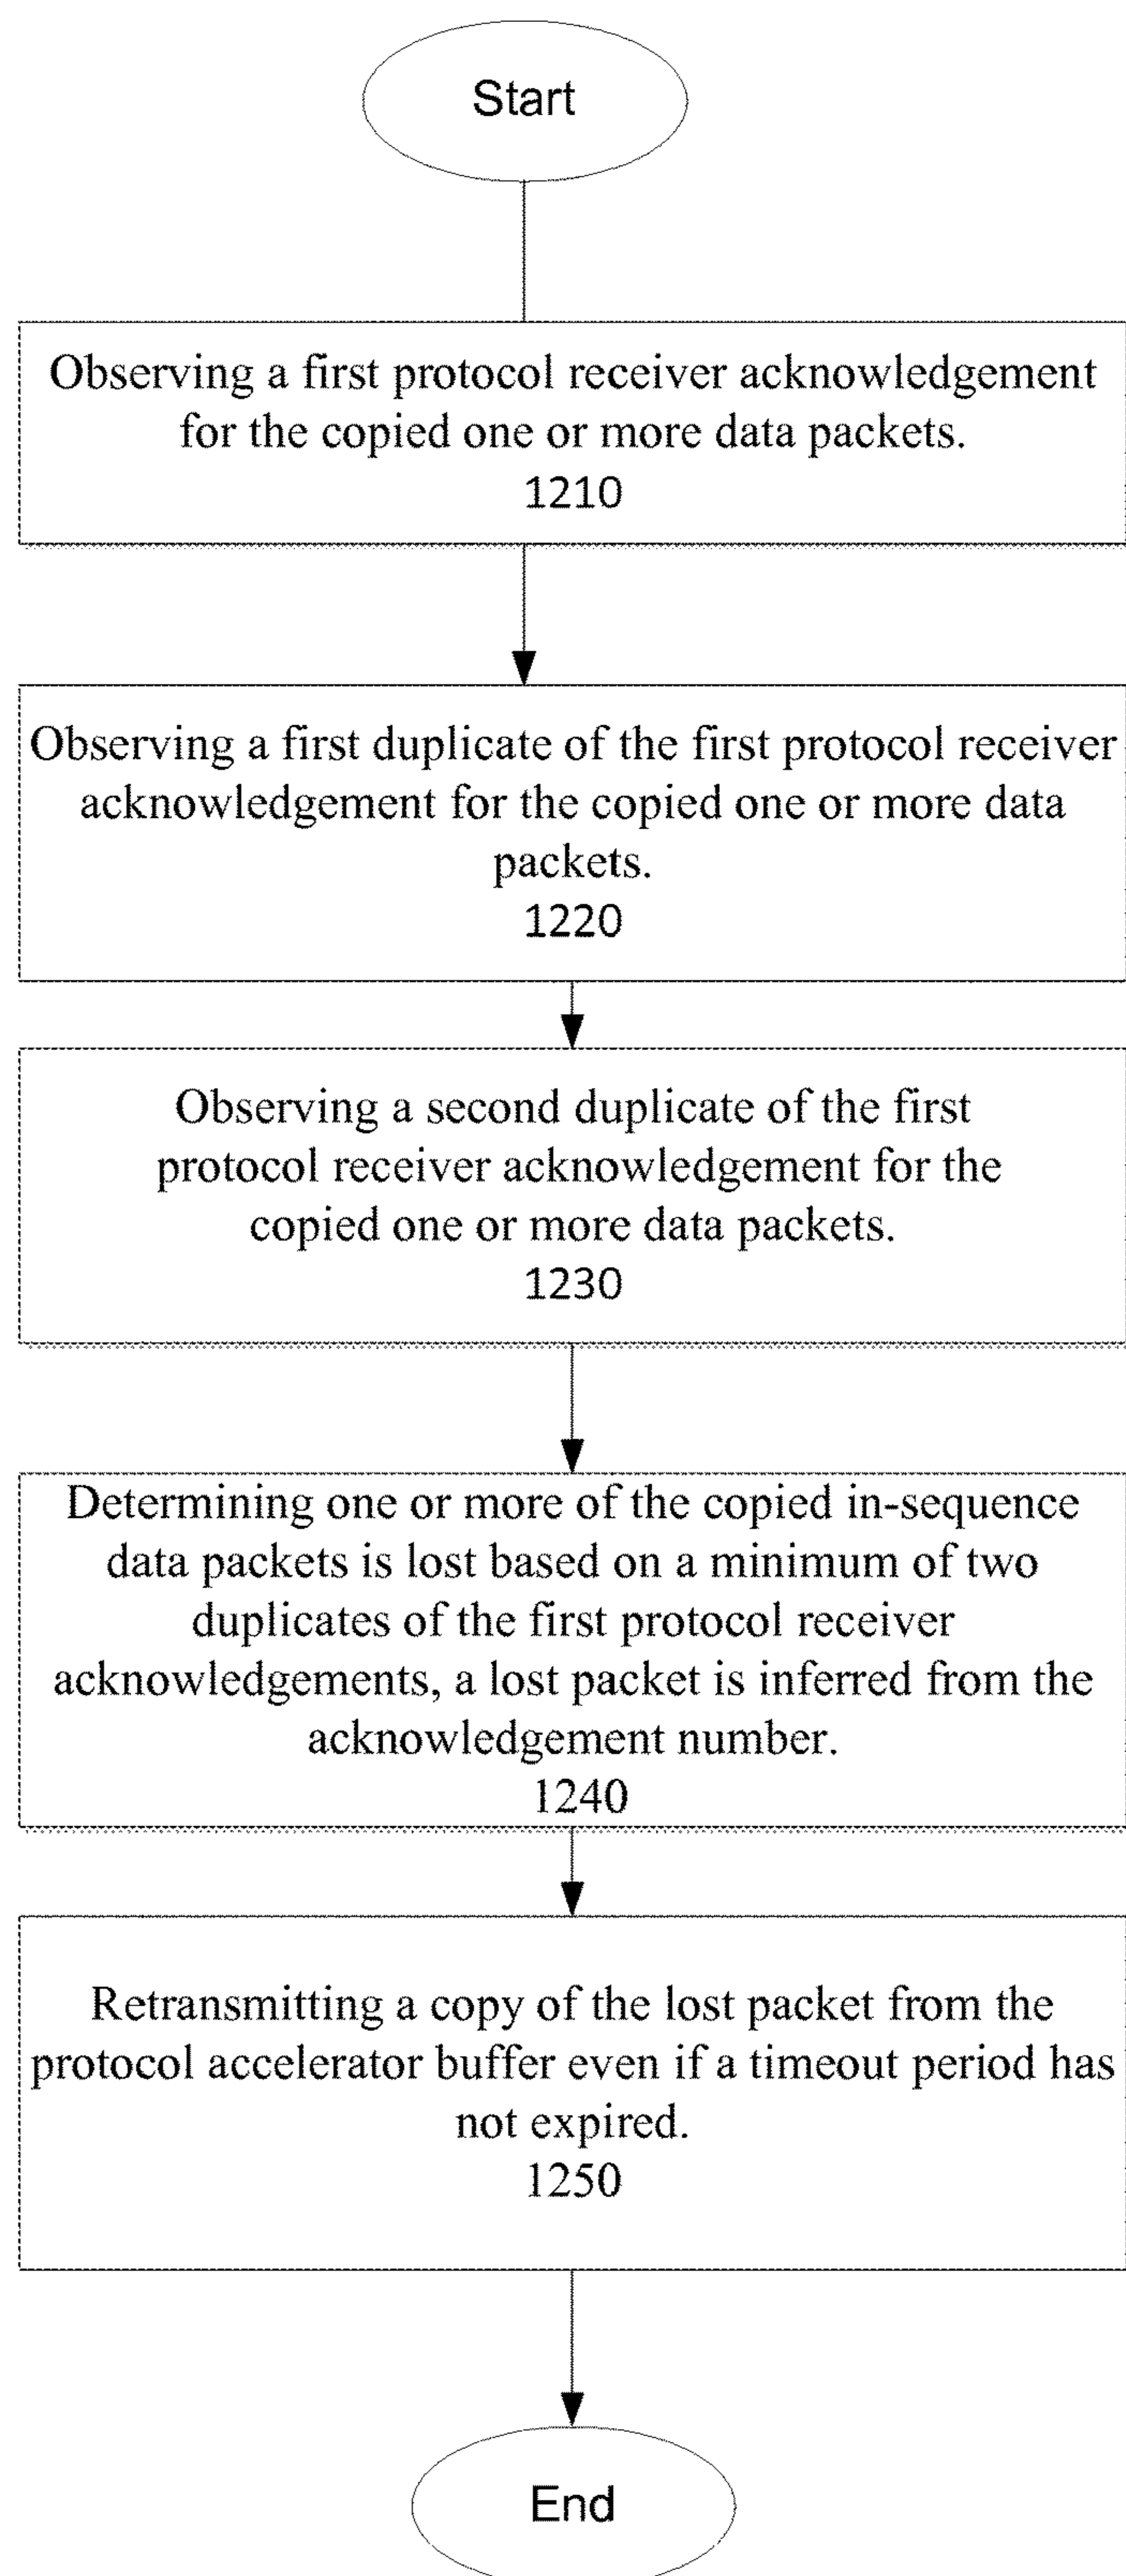 Start
Observing a first protocol receiver acknowledgement
for the copied one or more data packets.
1210
Observing a first duplicate of the first protocol receiver
acknowledgement for the copied one or more data
packets.
1220
Observing a second duplicate of the first
protocol receiver acknowledgement for the
copied one or more data packets.
1230
Determining one or more of the copied in-sequence
data packets is lost based on a minimum of two
duplicates of the first protocol receiver
acknowledgements, a lost packet is inferred from the
acknowledgement number.
1240
Retransmitting a copy of the lost packet from the
protocol accelerator buffer even if a timeout period has
not expired.
1250
End